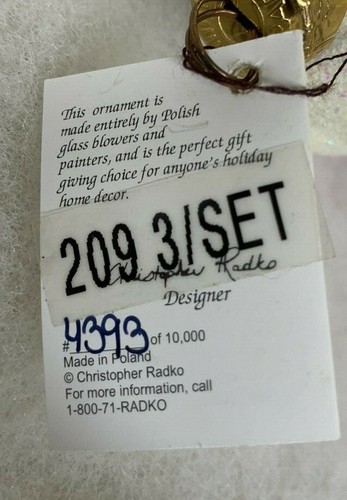 This ornament is
made entirely by Polish
glass blowers and
painters, and is the perfect gift
giving choice for anyone's holiday
home decor.
209 3/SET
Christopher Radko
Designer
#4393 of 10,000
Made in Poland
© Christopher Radko
For more information, call
1-800-71-RADKO